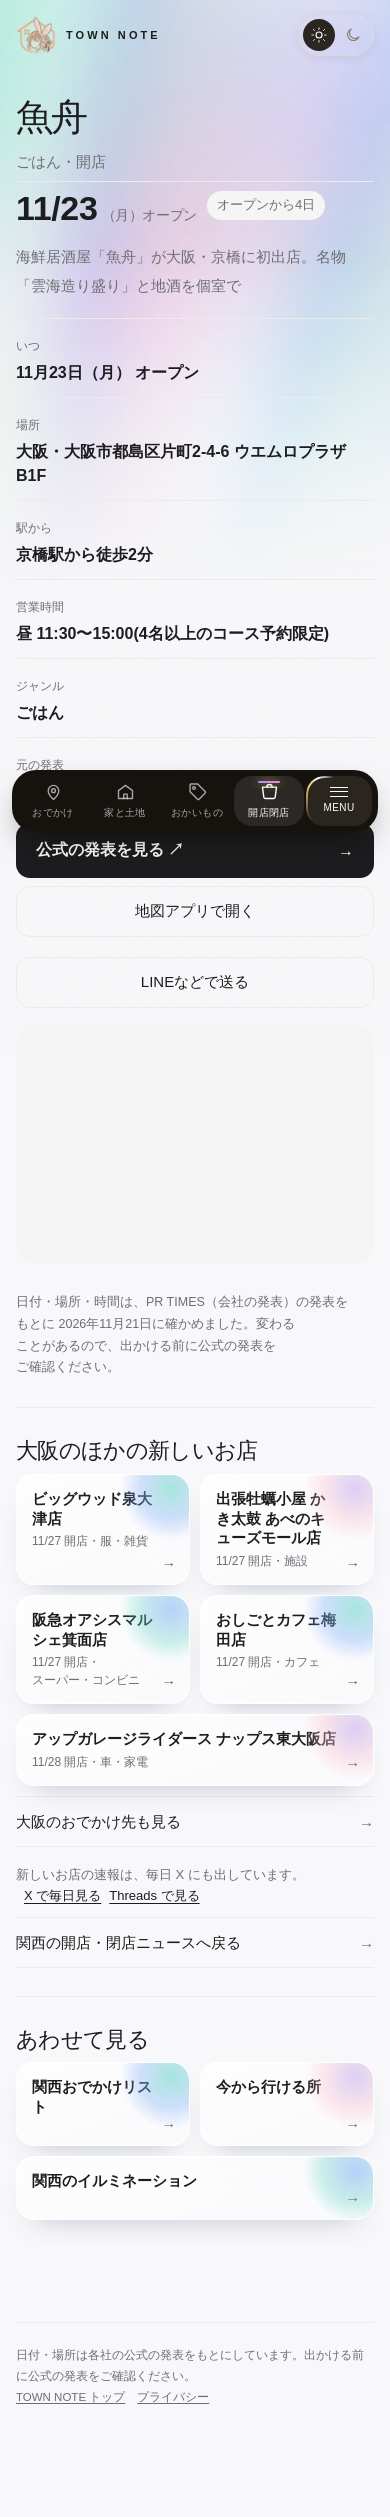 TOWN NOTE
魚舟
ごはん・開店
11/23 （月）オープン オープンから4日
海鮮居酒屋「魚舟」が大阪・京橋に初出店。名物
「雲海造り盛り」と地酒を個室で
いつ
11月23日（月） オープン
場所
大阪・大阪市都島区片町2-4-6 ウエムロプラザ
B1F
駅から
京橋駅から徒歩2分
営業時間
昼 11:30〜15:00(4名以上のコース予約限定)
ジャンル
ごはん
元の発表
おでかけ 家と土地 おかいもの 開店閉店 MENU
公式の発表を見る ↗ →
地図アプリで開く
LINEなどで送る
日付・場所・時間は、PR TIMES（会社の発表）の発表を
もとに 2026年11月21日に確かめました。変わる
ことがあるので、出かける前に公式の発表を
ご確認ください。
大阪のほかの新しいお店
ビッグウッド泉大
津店
11/27 開店・服・雑貨
→
出張牡蠣小屋 か
き太鼓 あべのキ
ューズモール店
11/27 開店・施設
→
阪急オアシスマル
シェ箕面店
11/27 開店・
スーパー・コンビニ
→
おしごとカフェ梅
田店
11/27 開店・カフェ
→
アップガレージライダース ナップス東大阪店
11/28 開店・車・家電
→
大阪のおでかけ先も見る →
新しいお店の速報は、毎日 X にも出しています。
X で毎日見る Threads で見る
関西の開店・閉店ニュースへ戻る →
あわせて見る
関西おでかけリス
ト
→
今から行ける所
→
関西のイルミネーション
→
日付・場所は各社の公式の発表をもとにしています。出かける前
に公式の発表をご確認ください。
TOWN NOTE トップ プライバシー